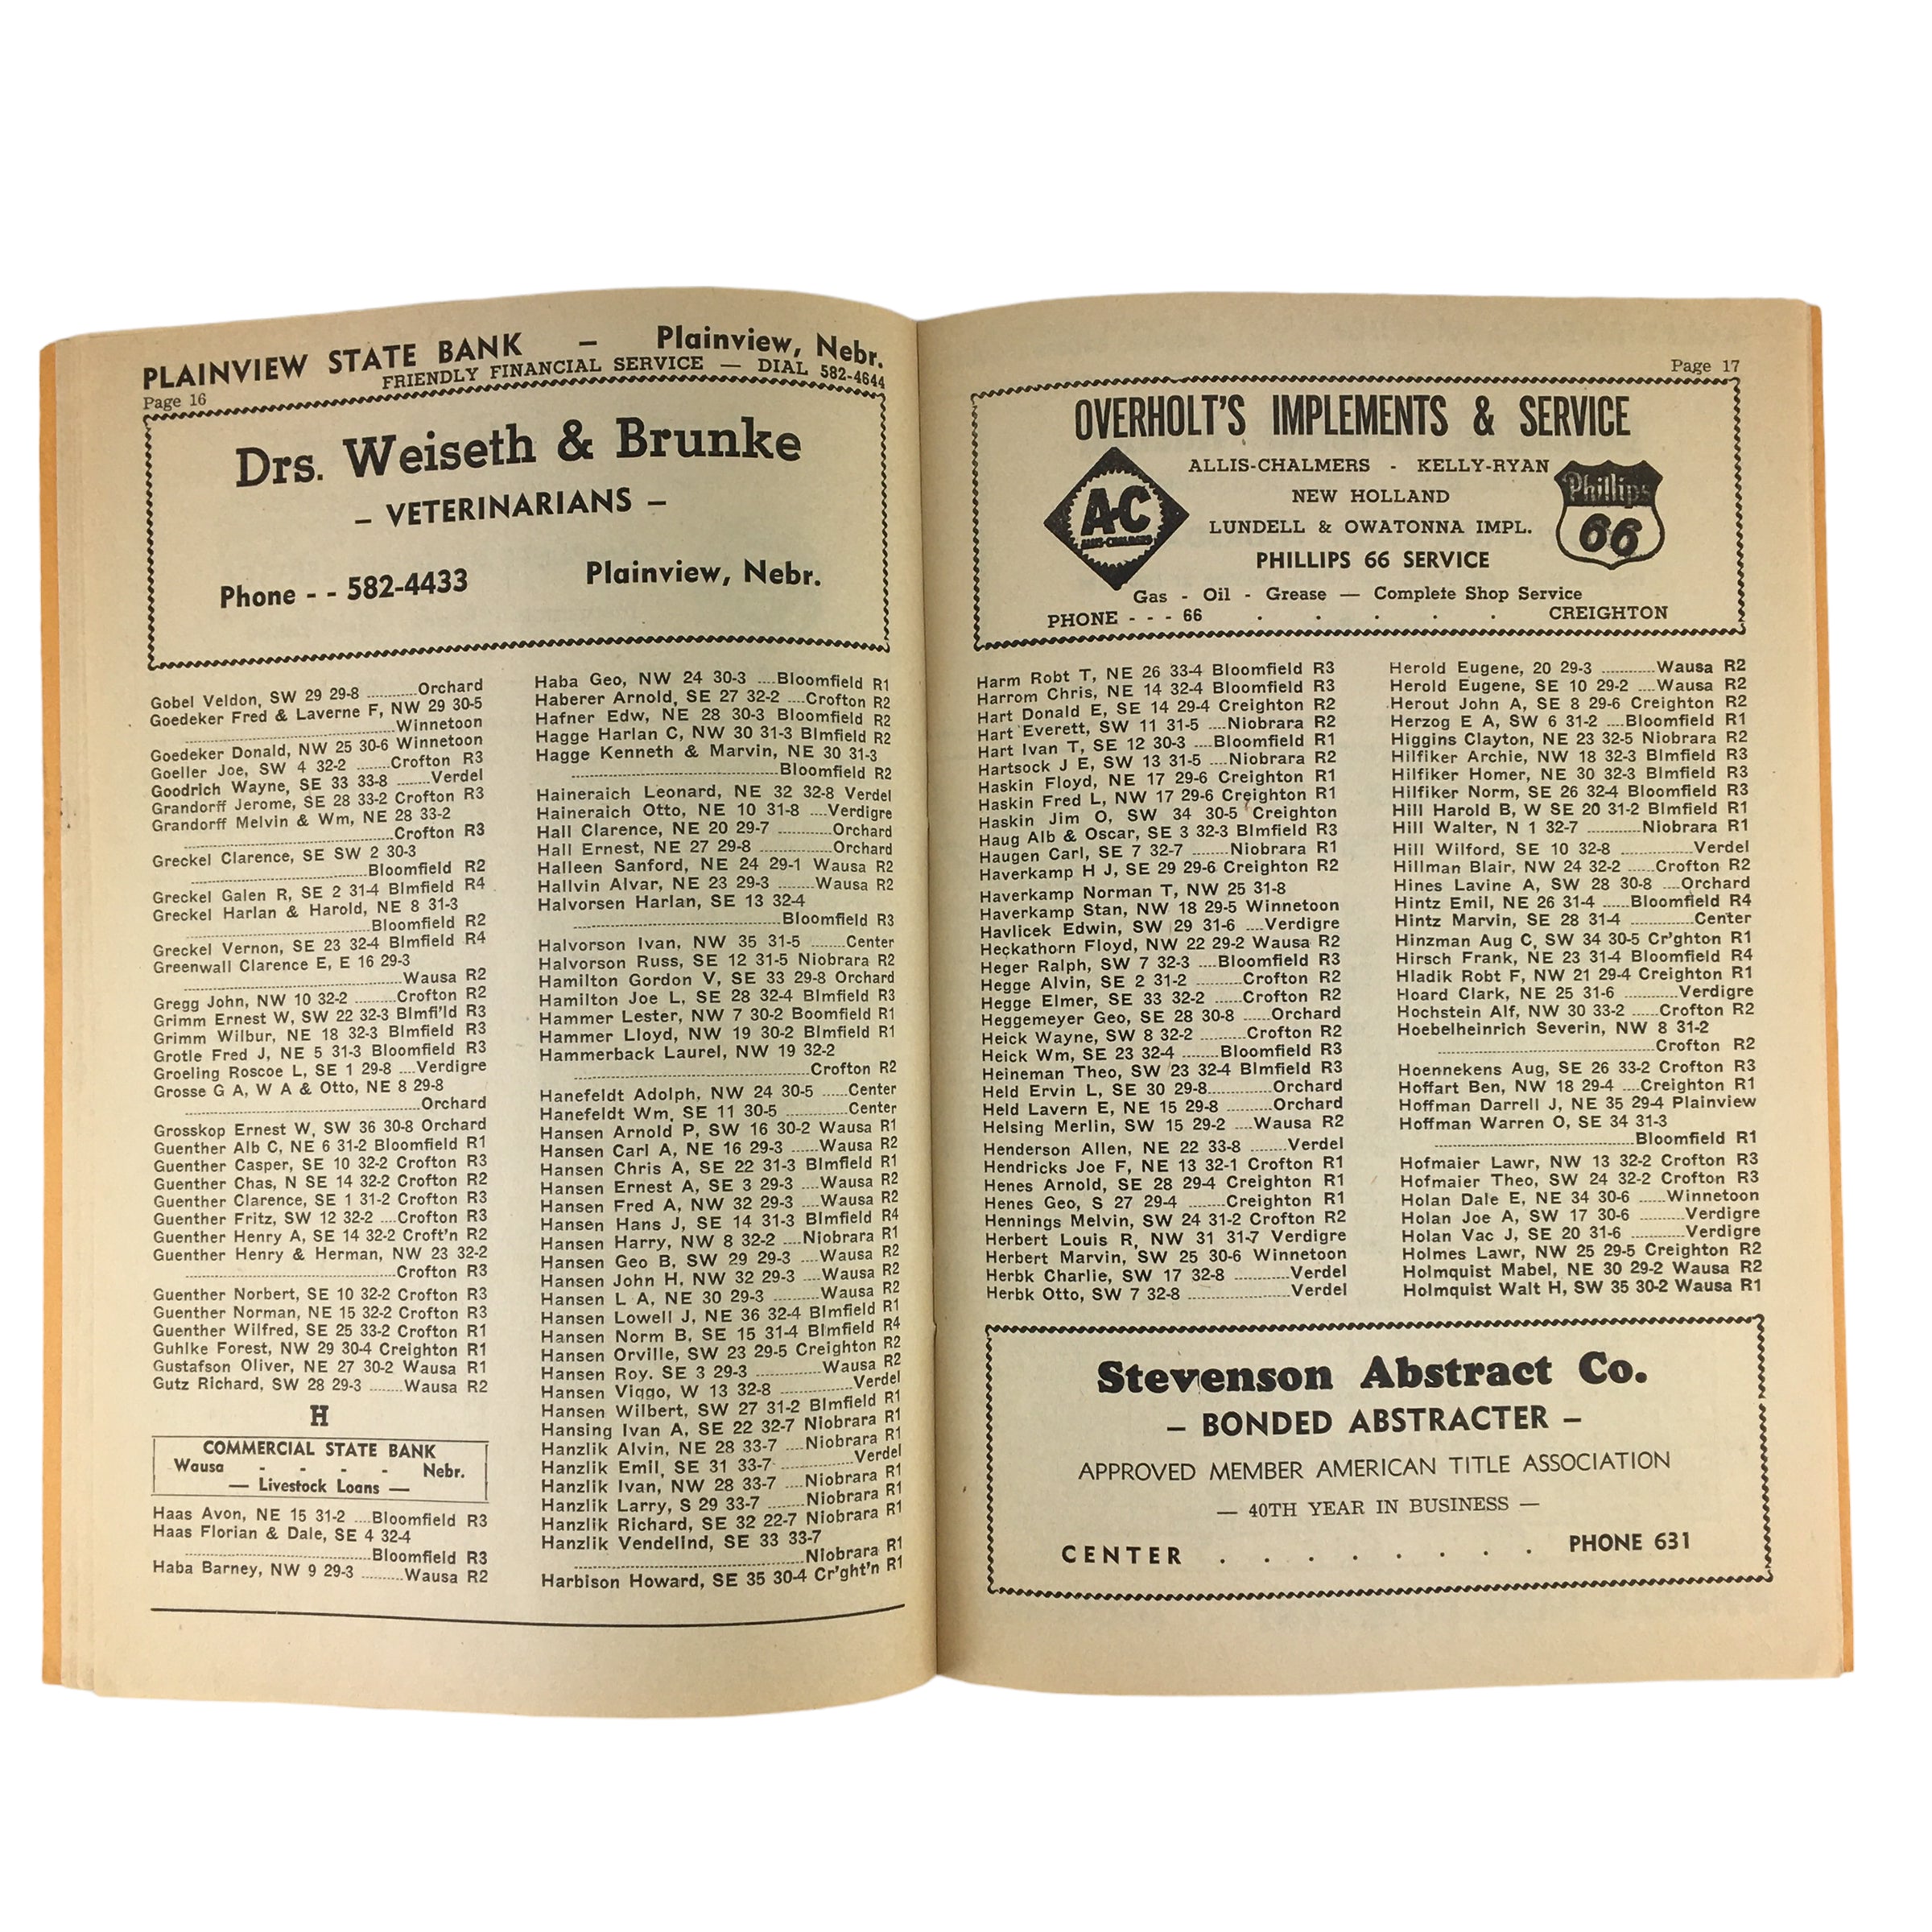 PLAINVIEW STATE BANK — Plainview, Nebr.
FRIENDLY FINANCIAL SERVICE — DIAL 582-4644
Page 16
Drs. Weiseth & Brunke
– VETERINARIANS –
Phone - - 582-4433 Plainview, Nebr.
Gobel Veldon, SW 29 29-8 ..........Orchard
Goedeker Fred & Laverne F, NW 29 30-5
..........Winnetoon
Goedeker Donald, NW 25 30-6 Winnetoon
Goeller Joe, SW 4 32-2 ........Crofton R3
Goodrich Wayne, SE 33 33-8 .......Verdel
Grandorff Jerome, SE 28 33-2 Crofton R3
Grandorff Melvin & Wm, NE 28 33-2
..........Crofton R3
Greckel Clarence, SE SW 2 30-3
..........Bloomfield R2
Greckel Galen R, SE 2 31-4 Blmfield R4
Greckel Harlan & Harold, NE 8 31-3
..........Bloomfield R2
Greckel Vernon, SE 23 32-4 Blmfield R4
Greenwall Clarence E, E 16 29-3
..........Wausa R2
Gregg John, NW 10 32-2 .........Crofton R2
Grimm Ernest W, SW 22 32-3 Blmfi'ld R3
Grimm Wilbur, NE 18 32-3 Blmfield R3
Grotle Fred J, NE 5 31-3 Bloomfield R3
Groeling Roscoe L, SE 1 29-8 ....Verdigre
Grosse G A, W A & Otto, NE 8 29-8
..........Orchard
Grosskop Ernest W, SW 36 30-8 Orchard
Guenther Alb C, NE 6 31-2 Bloomfield R1
Guenther Casper, SE 10 32-2 Crofton R3
Guenther Chas, N SE 14 32-2 Crofton R2
Guenther Clarence, SE 1 31-2 Crofton R3
Guenther Fritz, SW 12 32-2 ....Crofton R3
Guenther Henry A, SE 14 32-2 Croft'n R2
Guenther Henry & Herman, NW 23 32-2
..........Crofton R3
Guenther Norbert, SE 10 32-2 Crofton R3
Guenther Norman, NE 15 32-2 Crofton R3
Guenther Wilfred, SE 25 33-2 Crofton R1
Guhlke Forest, NW 29 30-4 Creighton R1
Gustafson Oliver, NE 27 30-2 Wausa R1
Gutz Richard, SW 28 29-3 ........Wausa R2
H
COMMERCIAL STATE BANK
Wausa - - - - Nebr.
— Livestock Loans —
Haas Avon, NE 15 31-2 ....Bloomfield R3
Haas Florian & Dale, SE 4 32-4
..........Bloomfield R3
Haba Barney, NW 9 29-3 .........Wausa R2
Haba Geo, NW 24 30-3 ....Bloomfield R1
Haberer Arnold, SE 27 32-2 ....Crofton R2
Hafner Edw, NE 28 30-3 Bloomfield R2
Hagge Harlan C, NW 30 31-3 Blmfield R2
Hagge Kenneth & Marvin, NE 30 31-3
..........Bloomfield R2
Haineraich Leonard, NE 32 32-8 Verdel
Haineraich Otto, NE 10 31-8 ....Verdigre
Hall Clarence, NE 20 29-7 ............Orchard
Hall Ernest, NE 27 29-8 ............Orchard
Halleen Sanford, NE 24 29-1 Wausa R2
Hallvin Alvar, NE 23 29-3 ........Wausa R2
Halvorsen Harlan, SE 13 32-4
..........Bloomfield R3
Halvorson Ivan, NW 35 31-5 ........Center
Halvorson Russ, SE 12 31-5 Niobrara R2
Hamilton Gordon V, SE 33 29-8 Orchard
Hamilton Joe L, SE 28 32-4 Blmfield R3
Hammer Lester, NW 7 30-2 Boomfield R1
Hammer Lloyd, NW 19 30-2 Blmfield R1
Hammerback Laurel, NW 19 32-2
..........Crofton R2
Hanefeldt Adolph, NW 24 30-5 ......Center
Hanefeldt Wm, SE 11 30-5 .............Center
Hansen Arnold P, SW 16 30-2 Wausa R1
Hansen Carl A, NE 16 29-3 ......Wausa R2
Hansen Chris A, SE 22 31-3 Blmfield R1
Hansen Ernest A, SE 3 29-3 ....Wausa R2
Hansen Fred A, NW 32 29-3 ....Wausa R2
Hansen Hans J, SE 14 31-3 Blmfield R4
Hansen Harry, NW 8 32-2 ....Niobrara R1
Hansen Geo B, SW 29 29-3 ....Wausa R2
Hansen John H, NW 32 29-3 ....Wausa R2
Hansen L A, NE 30 29-3 ..........Wausa R2
Hansen Lowell J, NE 36 32-4 Blmfield R1
Hansen Norm B, SE 15 31-4 Blmfield R4
Hansen Orville, SW 23 29-5 Creighton R2
Hansen Roy. SE 3 29-3 ...............Wausa R2
Hansen Viggo, W 13 32-8 ...............Verdel
Hansen Wilbert, SW 27 31-2 Blmfield R1
Hansing Ivan A, SE 22 32-7 Niobrara R1
Hanzlik Alvin, NE 28 33-7 ....Niobrara R1
Hanzlik Emil, SE 31 33-7 ...............Verdel
Hanzlik Ivan, NW 28 33-7 ....Niobrara R1
Hanzlik Larry, S 29 33-7 ........Niobrara R1
Hanzlik Richard, SE 32 22-7 Niobrara R1
Hanzlik Vendelind, SE 33 33-7
..........Niobrara R1
Harbison Howard, SE 35 30-4 Cr'ght'n R1
Page 17
OVERHOLT'S IMPLEMENTS & SERVICE
ALLIS-CHALMERS - KELLY-RYAN
NEW HOLLAND
LUNDELL & OWATONNA IMPL.
PHILLIPS 66 SERVICE
A-C
ALLIS-CHALMERS
Phillips
66
Gas - Oil - Grease — Complete Shop Service
PHONE - - - 66 . . . . . CREIGHTON
Harm Robt T, NE 26 33-4 Bloomfield R3
Harrom Chris, NE 14 32-4 Bloomfield R3
Hart Donald E, SE 14 29-4 Creighton R2
Hart Everett, SW 11 31-5 ....Niobrara R2
Hart Ivan T, SE 12 30-3 ....Bloomfield R1
Hartsock J E, SW 13 31-5 ....Niobrara R2
Haskin Floyd, NE 17 29-6 Creighton R1
Haskin Fred L, NW 17 29-6 Creighton R1
Haskin Jim O, SW 34 30-5 Creighton
Haug Alb & Oscar, SE 3 32-3 Blmfield R3
Haugen Carl, SE 7 32-7 ........Niobrara R1
Haverkamp H J, SE 29 29-6 Creighton R2
Haverkamp Norman T, NW 25 31-8
Haverkamp Stan, NW 18 29-5 Winnetoon
Havlicek Edwin, SW 29 31-6 ....Verdigre
Heckathorn Floyd, NW 22 29-2 Wausa R2
Heger Ralph, SW 7 32-3 ....Bloomfield R3
Hegge Alvin, SE 2 31-2 ..........Crofton R2
Hegge Elmer, SE 33 32-2 ......Crofton R2
Heggemeyer Geo, SE 28 30-8 ......Orchard
Heick Wayne, SW 8 32-2 ..........Crofton R2
Heick Wm, SE 23 32-4 ........Bloomfield R3
Heineman Theo, SW 23 32-4 Blmfield R3
Held Ervin L, SE 30 29-8..............Orchard
Held Lavern E, NE 15 29-8 ..........Orchard
Helsing Merlin, SW 15 29-2 ....Wausa R2
Henderson Allen, NE 22 33-8 ........Verdel
Hendricks Joe F, NE 13 32-1 Crofton R1
Henes Arnold, SE 28 29-4 Creighton R1
Henes Geo, S 27 29-4 ........Creighton R1
Hennings Melvin, SW 24 31-2 Crofton R2
Herbert Louis R, NW 31 31-7 Verdigre
Herbert Marvin, SW 25 30-6 Winnetoon
Herbk Charlie, SW 17 32-8 ............Verdel
Herbk Otto, SW 7 32-8 ....................Verdel
Herold Eugene, 20 29-3 ............Wausa R2
Herold Eugene, SE 10 29-2 ....Wausa R2
Herout John A, SE 8 29-6 Creighton R2
Herzog E A, SW 6 31-2 ....Bloomfield R1
Higgins Clayton, NE 23 32-5 Niobrara R2
Hilfiker Archie, NW 18 32-3 Blmfield R3
Hilfiker Homer, NE 30 32-3 Blmfield R3
Hilfiker Norm, SE 26 32-4 Bloomfield R3
Hill Harold B, W SE 20 31-2 Blmfield R1
Hill Walter, N 1 32-7 ............Niobrara R1
Hill Wilford, SE 10 32-8 ................Verdel
Hillman Blair, NW 24 32-2 ......Crofton R2
Hines Lavine A, SW 28 30-8 ....Orchard
Hintz Emil, NE 26 31-4 ......Bloomfield R4
Hintz Marvin, SE 28 31-4 ..............Center
Hinzman Aug C, SW 34 30-5 Cr'ghton R1
Hirsch Frank, NE 23 31-4 Bloomfield R4
Hladik Robt F, NW 21 29-4 Creighton R1
Hoard Clark, NE 25 31-6 ............Verdigre
Hochstein Alf, NW 30 33-2 ......Crofton R2
Hoebelheinrich Severin, NW 8 31-2
..........Crofton R2
Hoennekens Aug, SE 26 33-2 Crofton R3
Hoffart Ben, NW 18 29-4 ....Creighton R1
Hoffman Darrell J, NE 35 29-4 Plainview
Hoffman Warren O, SE 34 31-3
..........Bloomfield R1
Hofmaier Lawr, NW 13 32-2 Crofton R3
Hofmaier Theo, SW 24 32-2 Crofton R3
Holan Dale E, NE 34 30-6 ......Winnetoon
Holan Joe A, SW 17 30-6 ..........Verdigre
Holan Vac J, SE 20 31-6 ............Verdigre
Holmes Lawr, NW 25 29-5 Creighton R2
Holmquist Mabel, NE 30 29-2 Wausa R2
Holmquist Walt H, SW 35 30-2 Wausa R1
Stevenson Abstract Co.
– BONDED ABSTRACTER –
APPROVED MEMBER AMERICAN TITLE ASSOCIATION
— 40TH YEAR IN BUSINESS —
CENTER . . . . . . . . PHONE 631